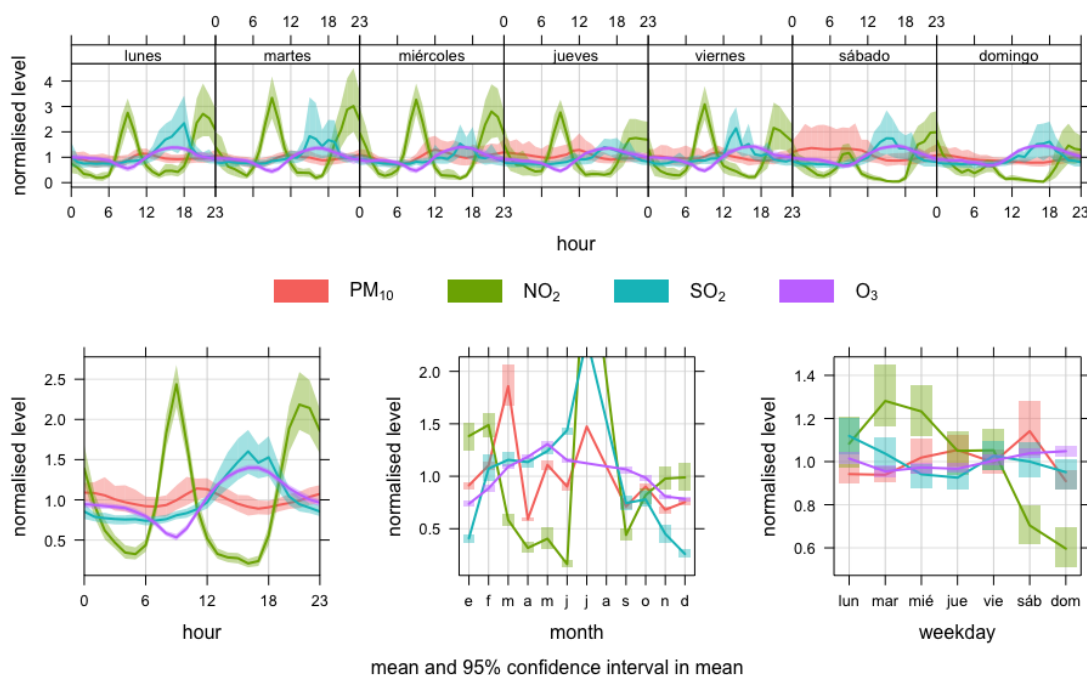 0 6 12 18 23 0 6 12 18 23 0 6 12 18 23
lunes martes miércoles jueves viernes sábado domingo
normalised level
4
3
2
1
0
0 6 12 18 23 0 6 12 18 23 0 6 12 18 23 0 6 12 18 23
hour
PM₁₀ NO₂ SO₂ O₃
normalised level
2.5
2.0
1.5
1.0
0.5
0 6 12 18 23
hour
normalised level
2.0
1.5
1.0
0.5
e f m a m j j a s o n d
month
normalised level
1.4
1.2
1.0
0.8
0.6
lun mar mié jue vie sáb dom
weekday
mean and 95% confidence interval in mean